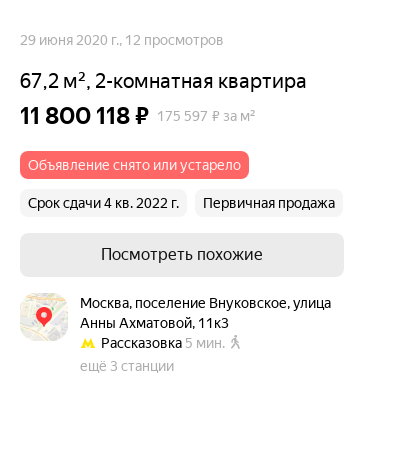 29 июня 2020 г., 12 просмотров
67,2 м², 2-комнатная квартира
11 800 118 ₽ 175 597 ₽ за м²
Объявление снято или устарело
Срок сдачи 4 кв. 2022 г. Первичная продажа
Посмотреть похожие
Москва, поселение Внуковское, улица
Анны Ахматовой, 11к3
Рассказовка 5 мин.
ещё 3 станции